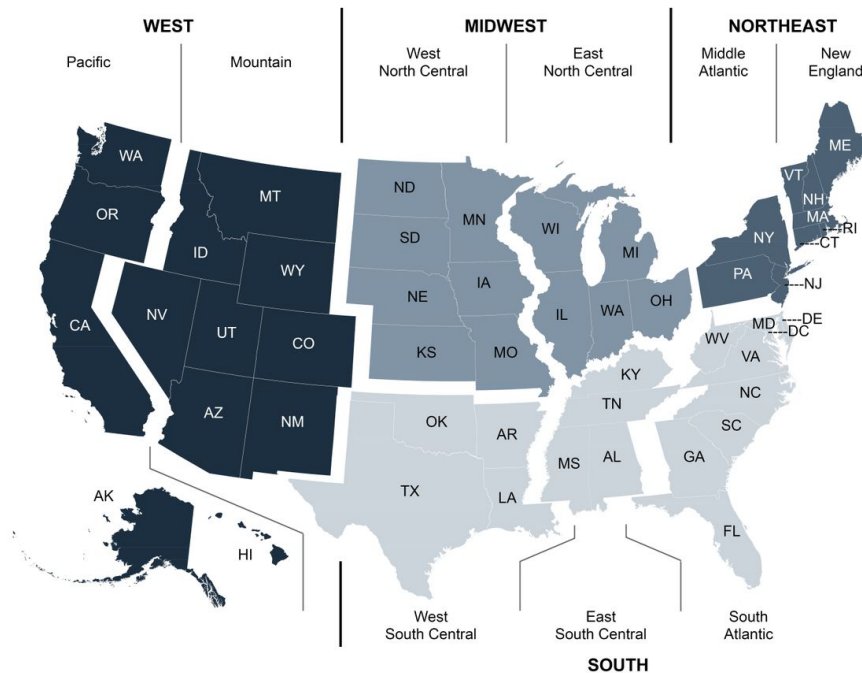 WEST
MIDWEST
NORTHEAST
Pacific
Mountain
West
North Central
East
North Central
Middle
Atlantic
New
England
WA
OR
CA
MT
ID
WY
NV
UT
CO
AZ
NM
AK
HI
ND
SD
NE
KS
MN
IA
MO
WI
MI
IL
WA
OH
ME
VT
NH
MA
RI
CT
NY
PA
NJ
OK
AR
TX
LA
KY
TN
MS
AL
DE
MD
DC
WV
VA
NC
SC
GA
FL
West
South Central
East
South Central
South
Atlantic
SOUTH